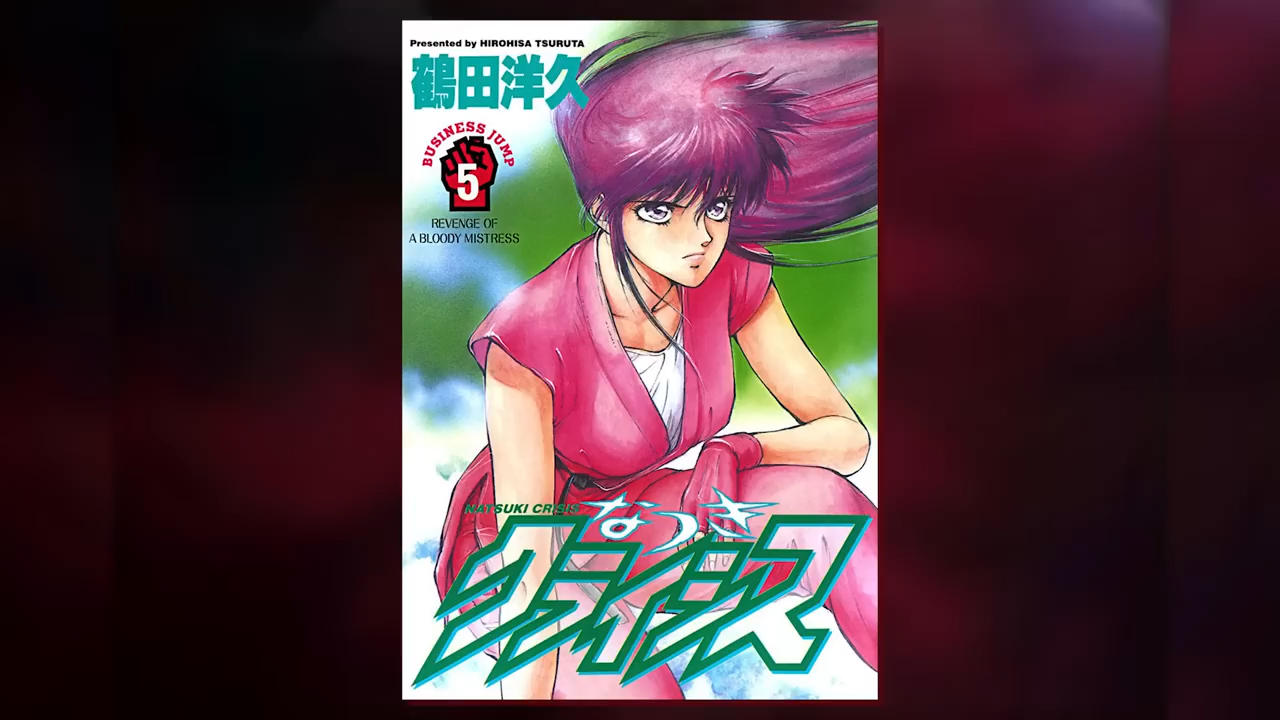 Presented by HIROHISA TSURUTA
鶴田洋久
BUSINESS JUMP
5
REVENGE OF
A BLOODY MISTRESS
NATSUKI CRISIS
なつき
クライシス